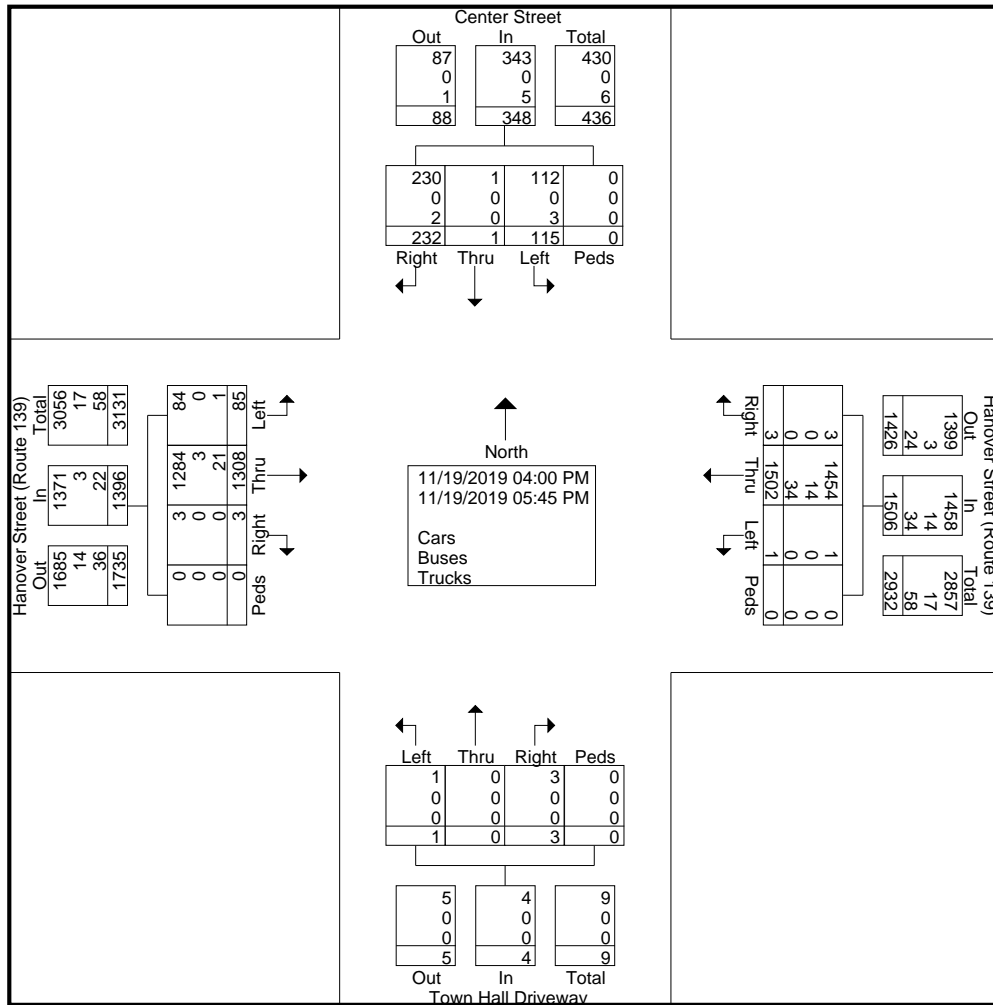 Center Street
Out In Total
87 343 430
0 0 0
1 5 6
88 348 436
230 1 112 0
0 0 0 0
2 0 3 0
232 1 115 0
Right Thru Left Peds
Hanover Street (Route 139)
Total
3056
17
58
3131
In
1371
3
22
1396
Out
1685
14
36
1735
84
0
1
85
Left
1284
3
21
1308
Thru
3
0
0
3
Right
0
0
0
0
Peds
North
11/19/2019 04:00 PM
11/19/2019 05:45 PM
Cars
Buses
Trucks
Right
3
0
0
3
Thru
1454
14
34
1502
Left
1
0
0
1
Peds
0
0
0
0
Hanover Street (Route 139)
Out
1399
3
24
1426
In
1458
14
34
1506
Total
2857
17
58
2932
Left Thru Right Peds
1 0 3 0
0 0 0 0
0 0 0 0
1 0 3 0
5 4 9
0 0 0
0 0 0
5 4 9
Out In Total
Town Hall Driveway